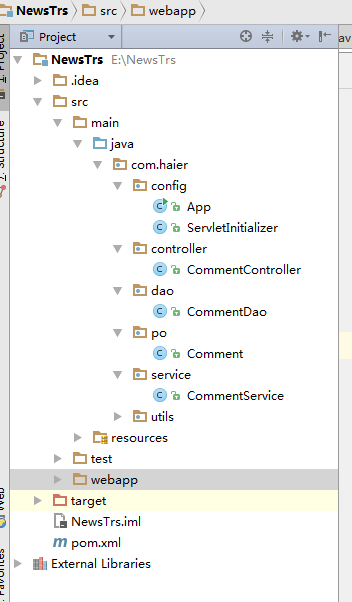 NewsTrs src webapp
Project
av
NewsTrs E:\NewsTrs
.idea
src
main
java
com.haier
config
App
ServletInitializer
controller
CommentController
dao
CommentDao
po
Comment
service
CommentService
utils
resources
test
webapp
target
NewsTrs.iml
m pom.xml
External Libraries
1: Project
7: Structure
Web
Favorites